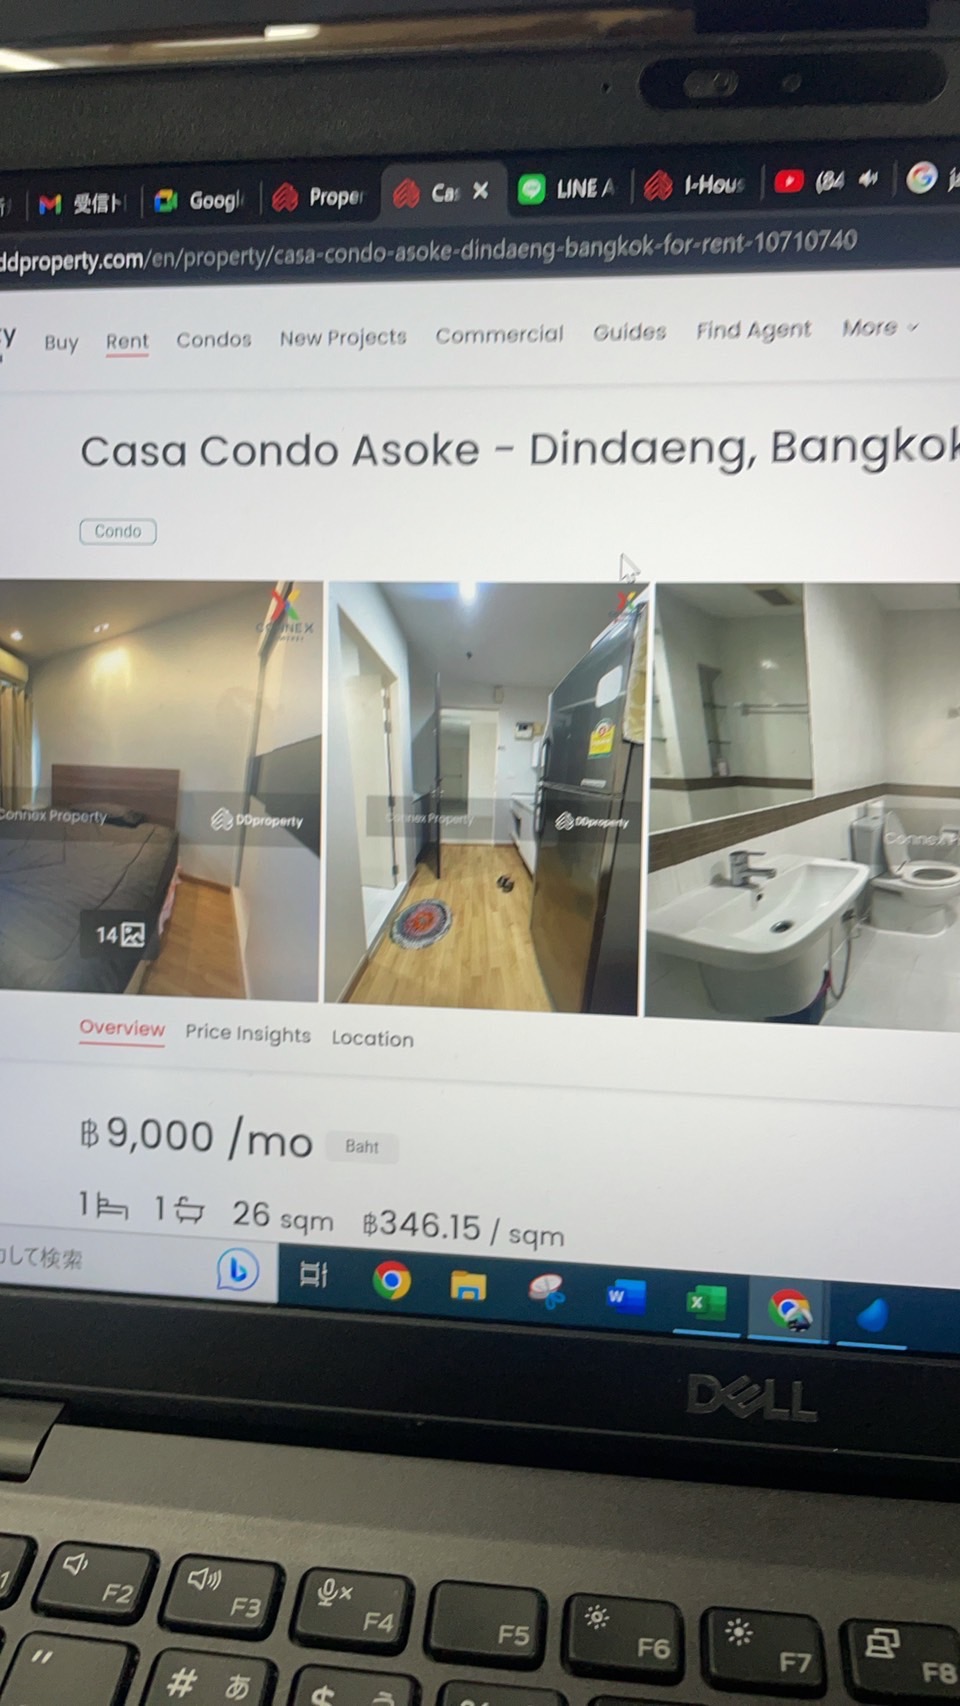 受信ト
Googl
Proper
Cas
LINE A
I-Hous
(84
ddproperty.com/en/property/casa-condo-asoke-dindaeng-bangkok-for-rent-10710740
y Buy Rent Condos New Projects Commercial Guides Find Agent More
Casa Condo Asoke - Dindaeng, Bangkok
Condo
CONNEX
Connex Property
DDproperty
Connex Property
DDproperty
Connex P
14
Overview Price Insights Location
฿9,000 /mo Baht
1 1 26 sqm ฿346.15 / sqm
して検索
DELL
F2 F3 F4 F5 F6 F7 F8
" # あ